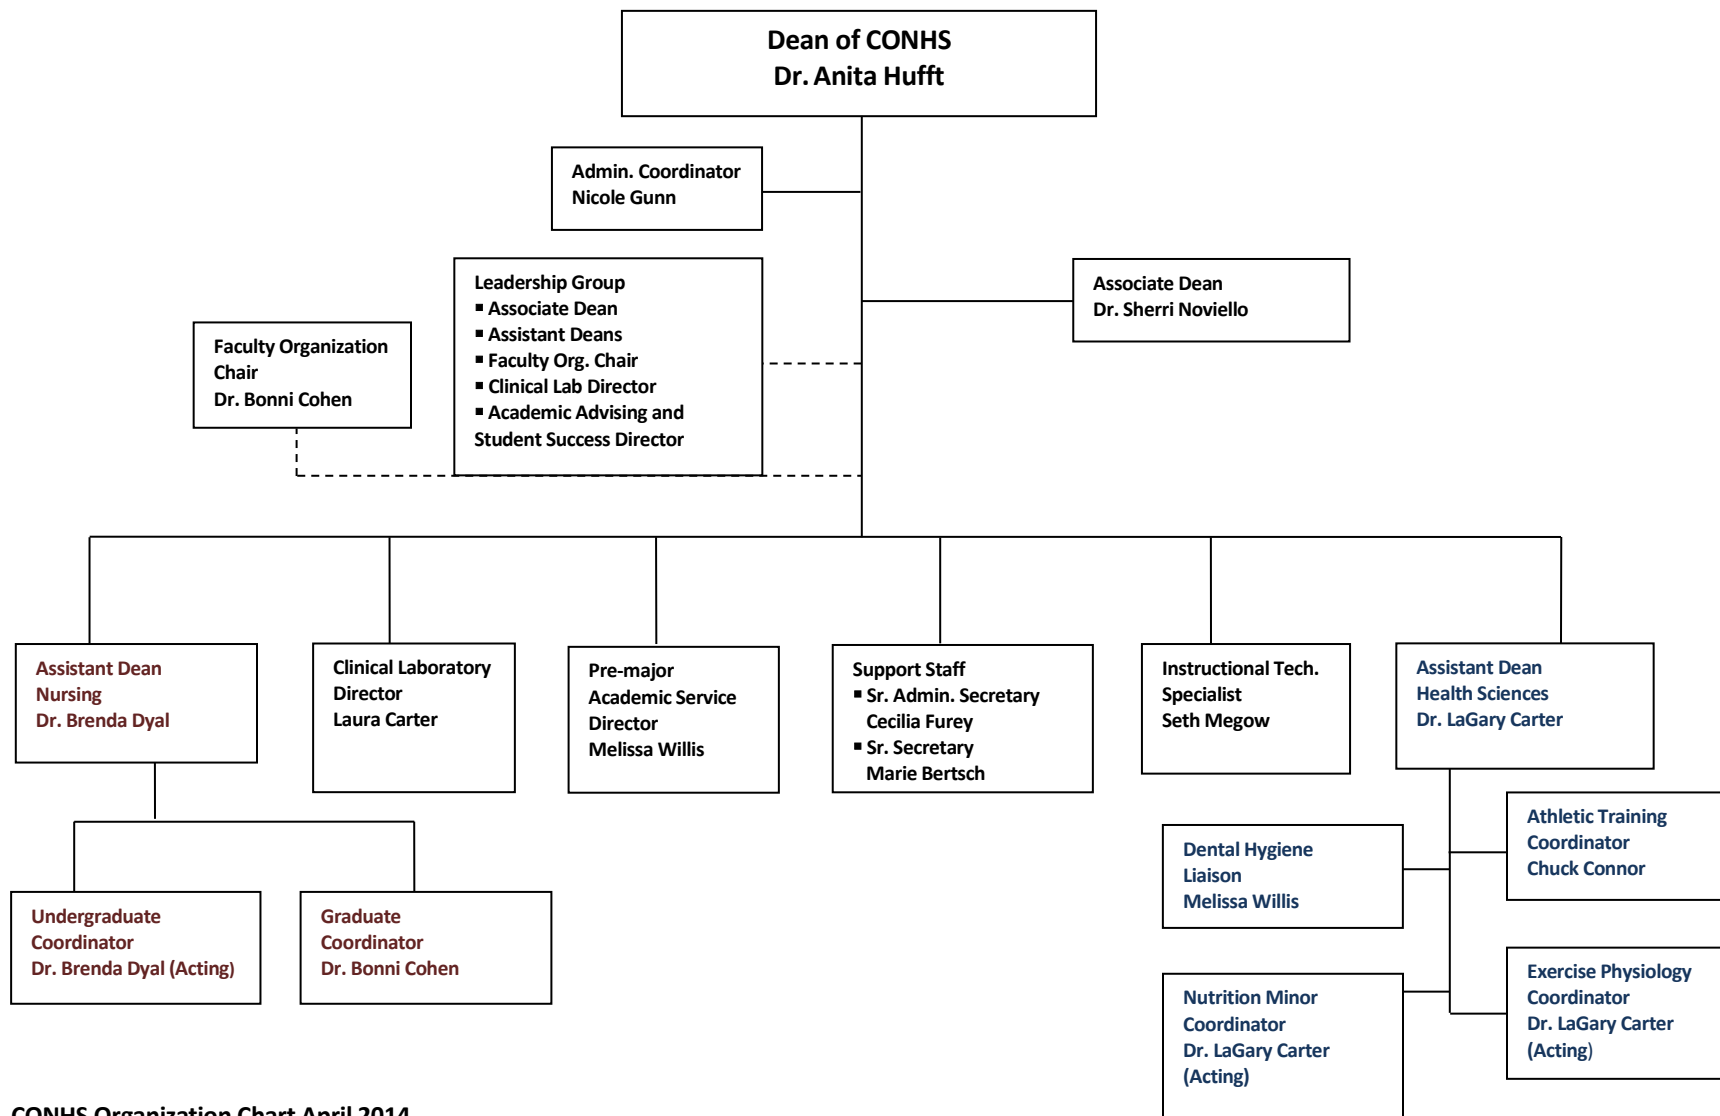 Dean of CONHS
Dr. Anita Hufft
Admin. Coordinator
Nicole Gunn
Leadership Group
▪ Associate Dean
▪ Assistant Deans
▪ Faculty Org. Chair
▪ Clinical Lab Director
▪ Academic Advising and
Student Success Director
Associate Dean
Dr. Sherri Noviello
Faculty Organization
Chair
Dr. Bonni Cohen
Assistant Dean
Nursing
Dr. Brenda Dyal
Clinical Laboratory
Director
Laura Carter
Pre-major
Academic Service
Director
Melissa Willis
Support Staff
▪ Sr. Admin. Secretary
Cecilia Furey
▪ Sr. Secretary
Marie Bertsch
Instructional Tech.
Specialist
Seth Megow
Assistant Dean
Health Sciences
Dr. LaGary Carter
Undergraduate
Coordinator
Dr. Brenda Dyal (Acting)
Graduate
Coordinator
Dr. Bonni Cohen
Dental Hygiene
Liaison
Melissa Willis
Athletic Training
Coordinator
Chuck Connor
Nutrition Minor
Coordinator
Dr. LaGary Carter
(Acting)
Exercise Physiology
Coordinator
Dr. LaGary Carter
(Acting)
CONHS Organization Chart April 2014